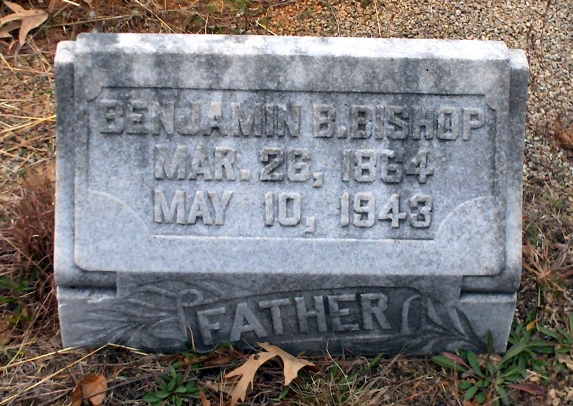 BENJAMIN B. BISHOP
MAR. 26, 1864
MAY 10, 1943
FATHER